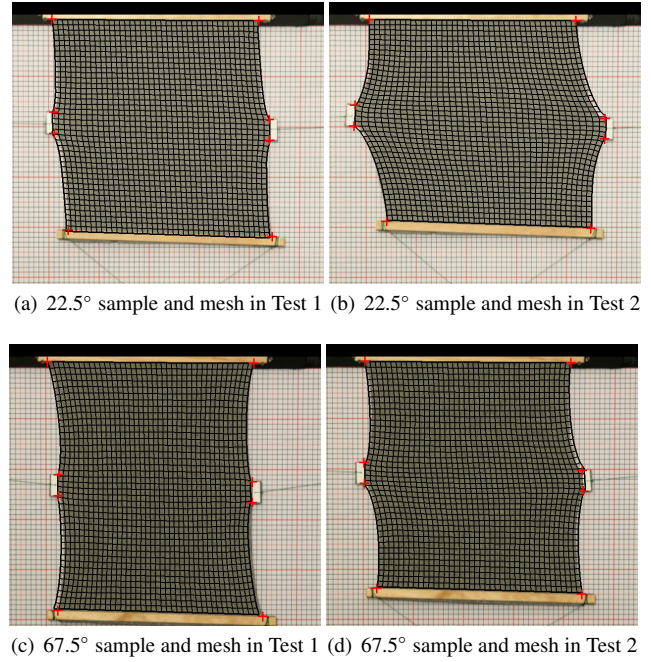 (a) 22.5° sample and mesh in Test 1 (b) 22.5° sample and mesh in Test 2
(c) 67.5° sample and mesh in Test 1 (d) 67.5° sample and mesh in Test 2